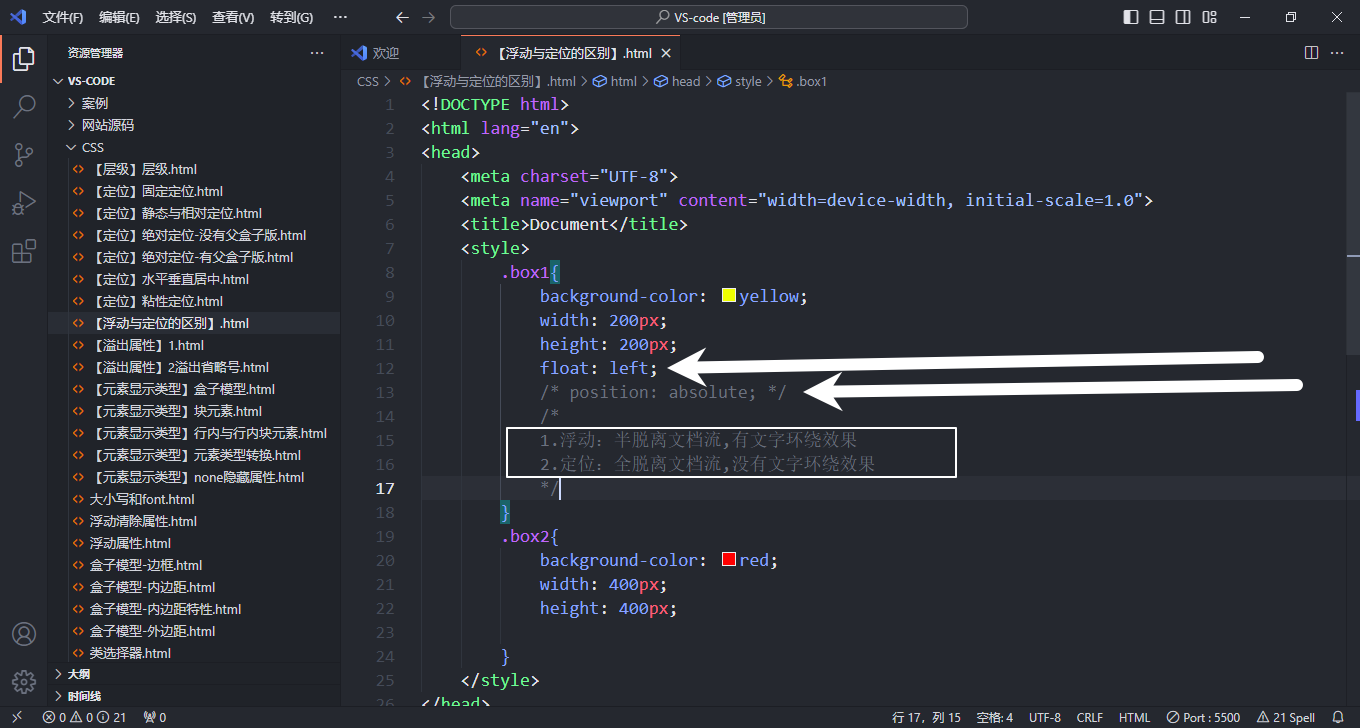 文件(F) 编辑(E) 选择(S) 查看(V) 转到(G) ··· VS-code [管理员]
资源管理器 ···
VS-CODE
案例
网站源码
CSS
【层级】层级.html
【定位】固定定位.html
【定位】静态与相对定位.html
【定位】绝对定位-没有父盒子版.html
【定位】绝对定位-有父盒子版.html
【定位】水平垂直居中.html
【定位】粘性定位.html
【浮动与定位的区别】.html
【溢出属性】1.html
【溢出属性】2溢出省略号.html
【元素显示类型】盒子模型.html
【元素显示类型】块元素.html
【元素显示类型】行内与行内块元素.html
【元素显示类型】元素类型转换.html
【元素显示类型】none隐藏属性.html
大小写和font.html
浮动清除属性.html
浮动属性.html
盒子模型-边框.html
盒子模型-内边距.html
盒子模型-内边距特性.html
盒子模型-外边距.html
类选择器.html
大纲
时间线
欢迎 【浮动与定位的区别】.html
CSS > 【浮动与定位的区别】.html > html > head > style > .box1
1 <!DOCTYPE html>
2 <html lang="en">
3 <head>
4 <meta charset="UTF-8">
5 <meta name="viewport" content="width=device-width, initial-scale=1.0">
6 <title>Document</title>
7 <style>
8 .box1{
9 background-color: yellow;
10 width: 200px;
11 height: 200px;
12 float: left;
13 /* position: absolute; */
14 /*
15 1.浮动: 半脱离文档流,有文字环绕效果
16 2.定位: 全脱离文档流,没有文字环绕效果
17 */
18 }
19 .box2{
20 background-color: red;
21 width: 400px;
22 height: 400px;
23
24 }
25 </style>
26 </head>
0 0 21 0 行 17，列 15 空格: 4 UTF-8 CRLF HTML Port : 5500 21 Spell